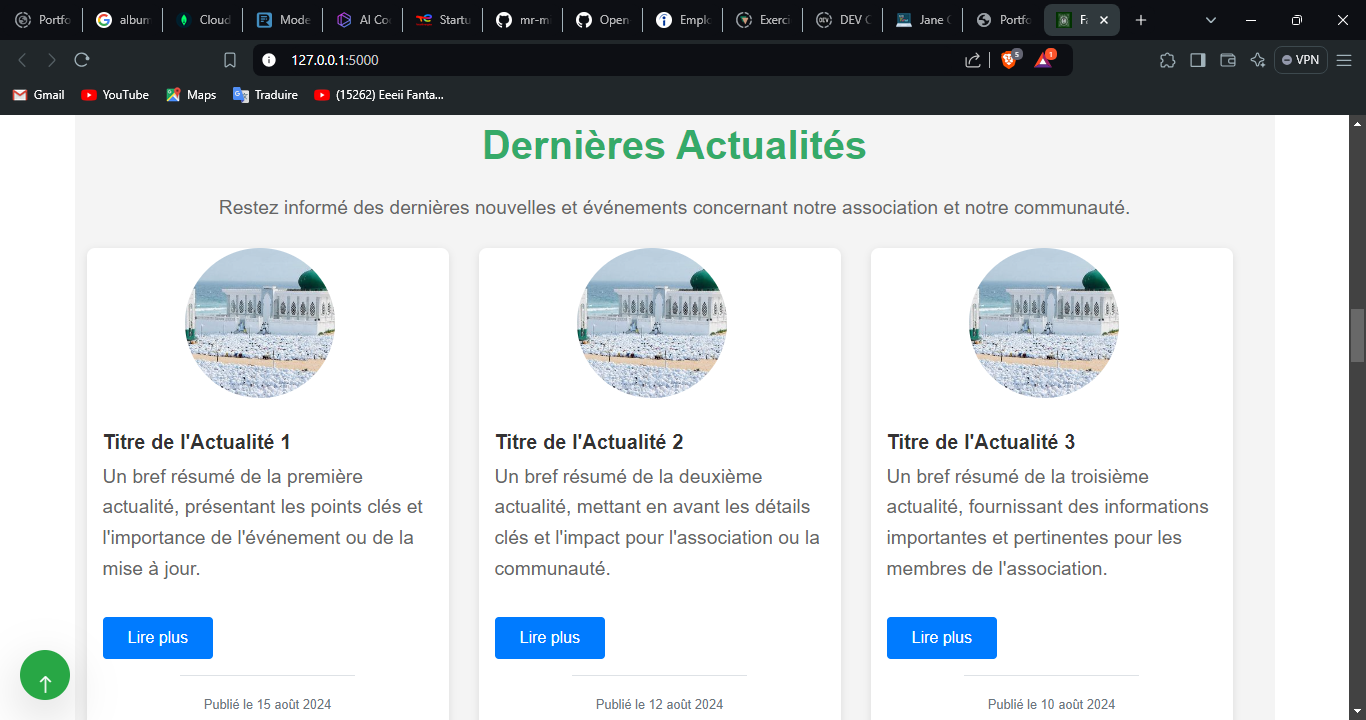 Portfo
album
Cloud
Mode
AI Co
Startu
mr-m
Open
Emplo
Exerci
DEV C
Jane
Portfo
127.0.0.1:5000
5
1
VPN
Gmail
YouTube
Maps
Traduire
(15262) Eeeii Fanta...
Dernières Actualités
Restez informé des dernières nouvelles et événements concernant notre association et notre communauté.
Titre de l'Actualité 1
Un bref résumé de la première
actualité, présentant les points clés et
l'importance de l'événement ou de la
mise à jour.
Lire plus
Publié le 15 août 2024
Titre de l'Actualité 2
Un bref résumé de la deuxième
actualité, mettant en avant les détails
clés et l'impact pour l'association ou la
communauté.
Lire plus
Publié le 12 août 2024
Titre de l'Actualité 3
Un bref résumé de la troisième
actualité, fournissant des informations
importantes et pertinentes pour les
membres de l'association.
Lire plus
Publié le 10 août 2024